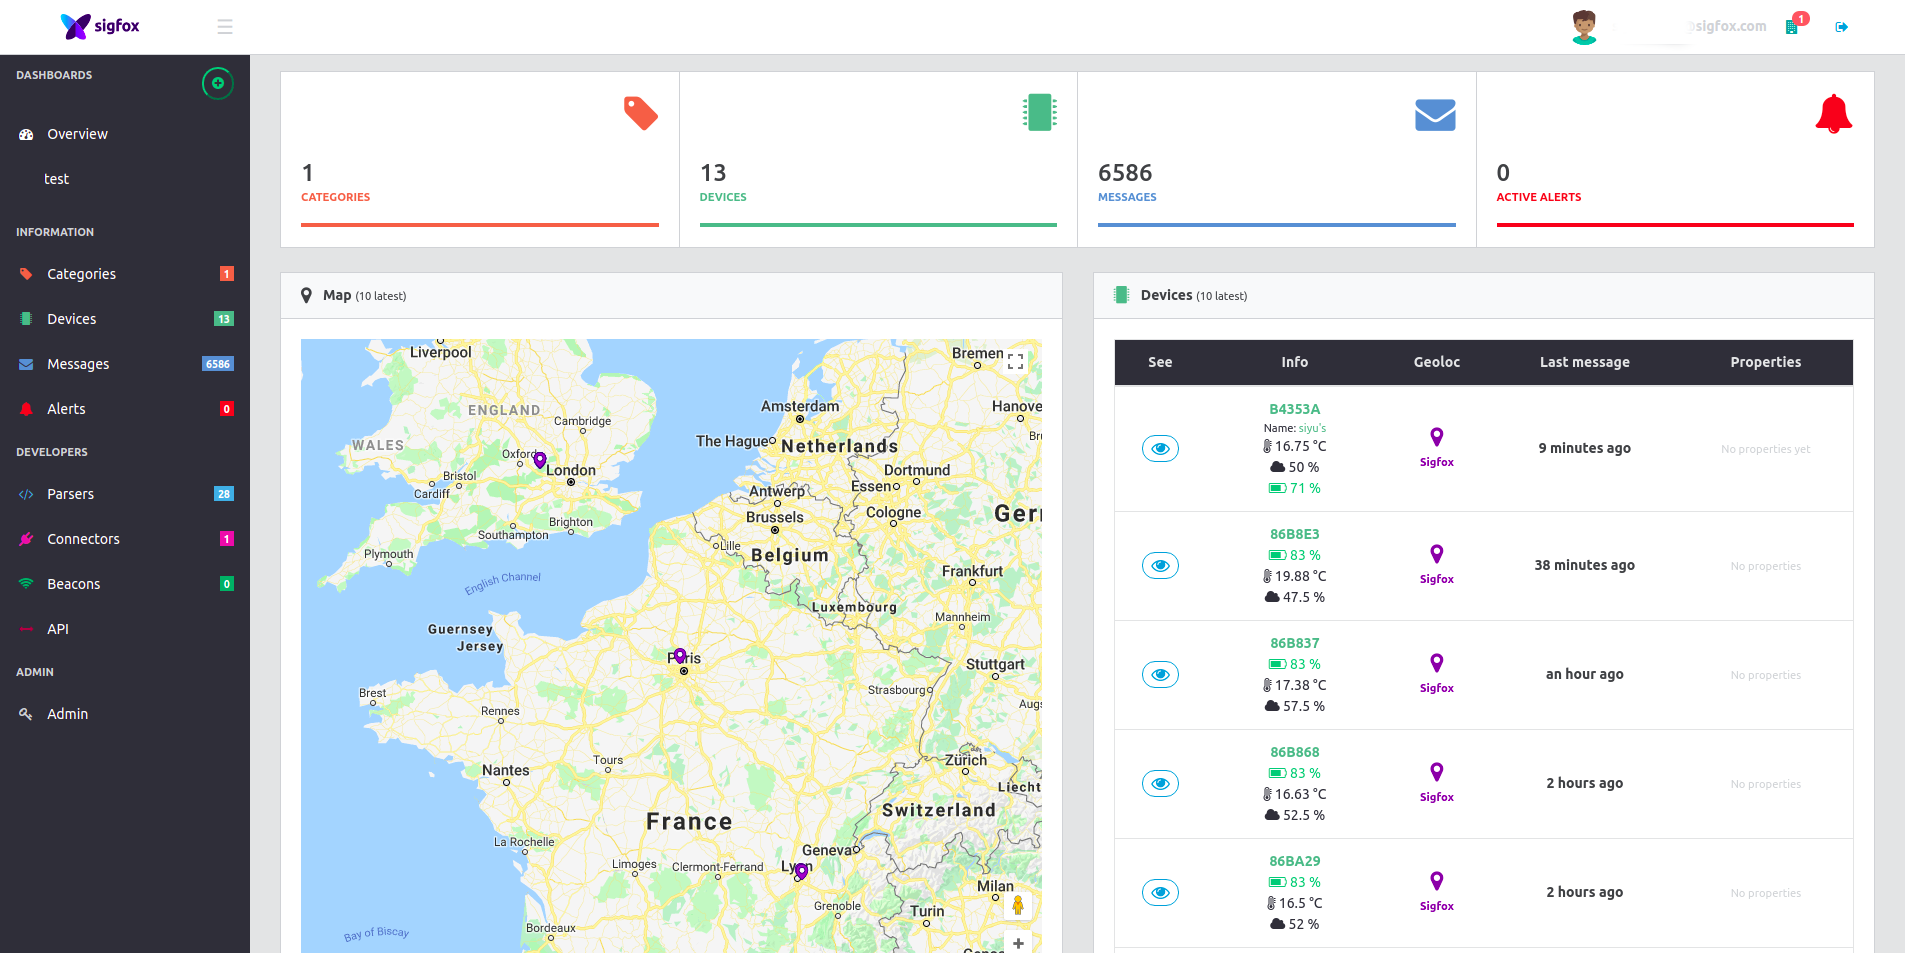 sigfox
sigfox.com
1
DASHBOARDS
Overview
test
INFORMATION
Categories 1
Devices 13
Messages 6586
Alerts 0
DEVELOPERS
Parsers 28
Connectors 1
Beacons 0
API
ADMIN
Admin
1
CATEGORIES
13
DEVICES
6586
MESSAGES
0
ACTIVE ALERTS
Map (10 latest)
Liverpool
Bremen
ENGLAND
Amsterdam
Hanove
Cambridge
The Hague
Netherlands
Br
WALES
Oxford
London
Dortmund
Bristol
Essen
Cardiff
Antwerp
Cologne
Brussels
Gerr
Brighton
Southampton
Lille
Belgium
Plymouth
Frankfurt
English Channel
Luxembourg
Mannheim
Guernsey
Jersey
Paris
Stuttgart
Strasbourg
Brest
Augs
Rennes
Tours
Zürich
Nantes
Liecht
Switzerland
France
La Rochelle
Geneva
Limoges
Clermont-Ferrand
Lyon
Milan
Grenoble
Turin
Bordeaux
Bay of Biscay
Devices (10 latest)
See Info Geoloc Last message Properties
B4353A
Name: siyu's
16.75 °C
50 %
71 %
Sigfox
9 minutes ago
No properties yet
86B8E3
83 %
19.88 °C
47.5 %
Sigfox
38 minutes ago
No properties
86B837
83 %
17.38 °C
57.5 %
Sigfox
an hour ago
No properties
86B868
83 %
16.63 °C
52.5 %
Sigfox
2 hours ago
No properties
86BA29
83 %
16.5 °C
52 %
Sigfox
2 hours ago
No properties